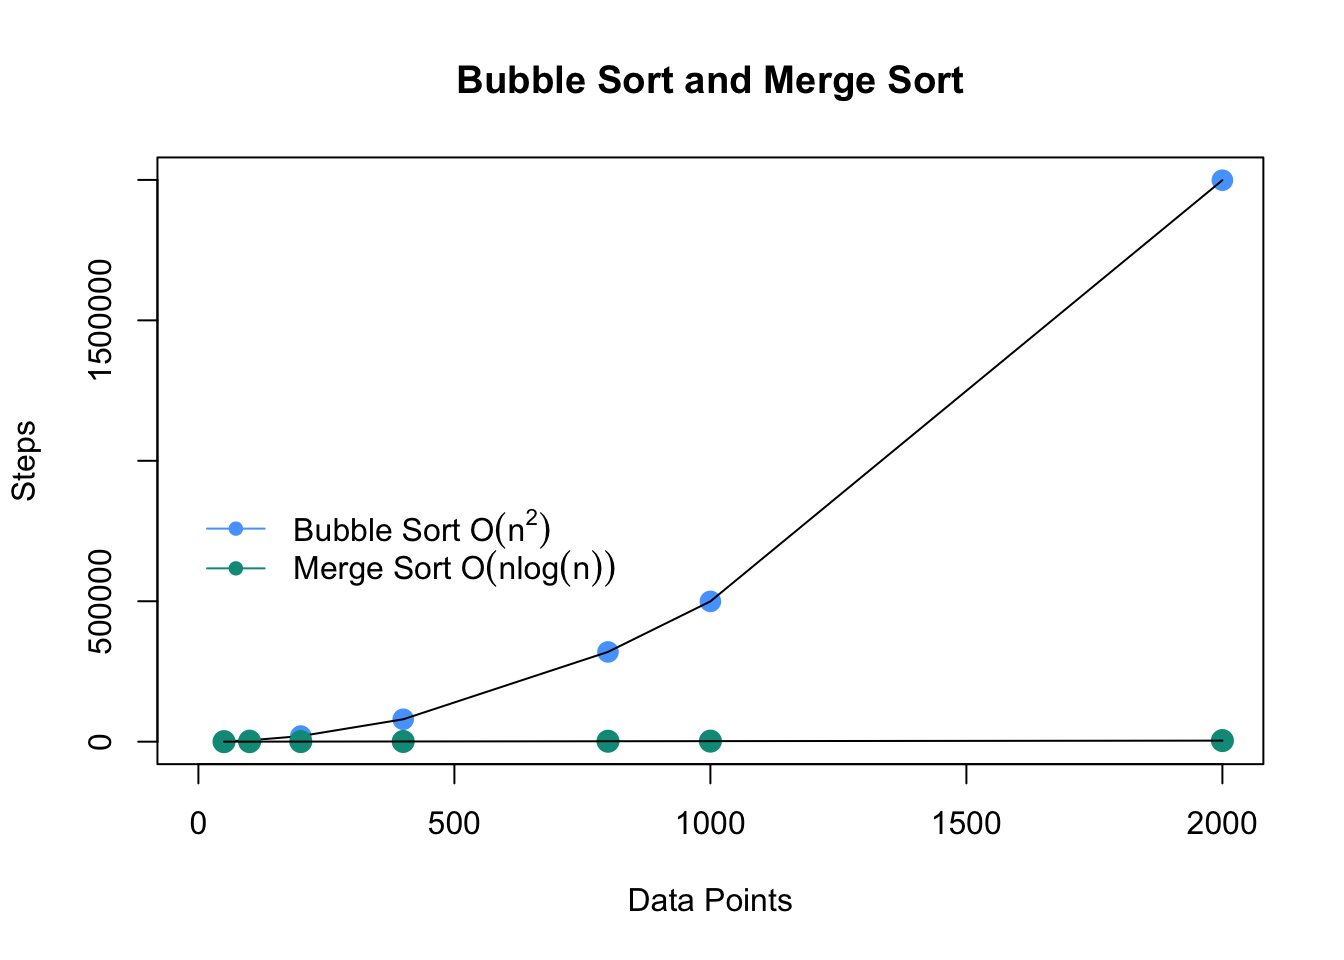 Bubble Sort and Merge Sort
Steps
1500000
500000
0
Bubble Sort O(n²)
Merge Sort O(nlog(n))
0 500 1000 1500 2000
Data Points